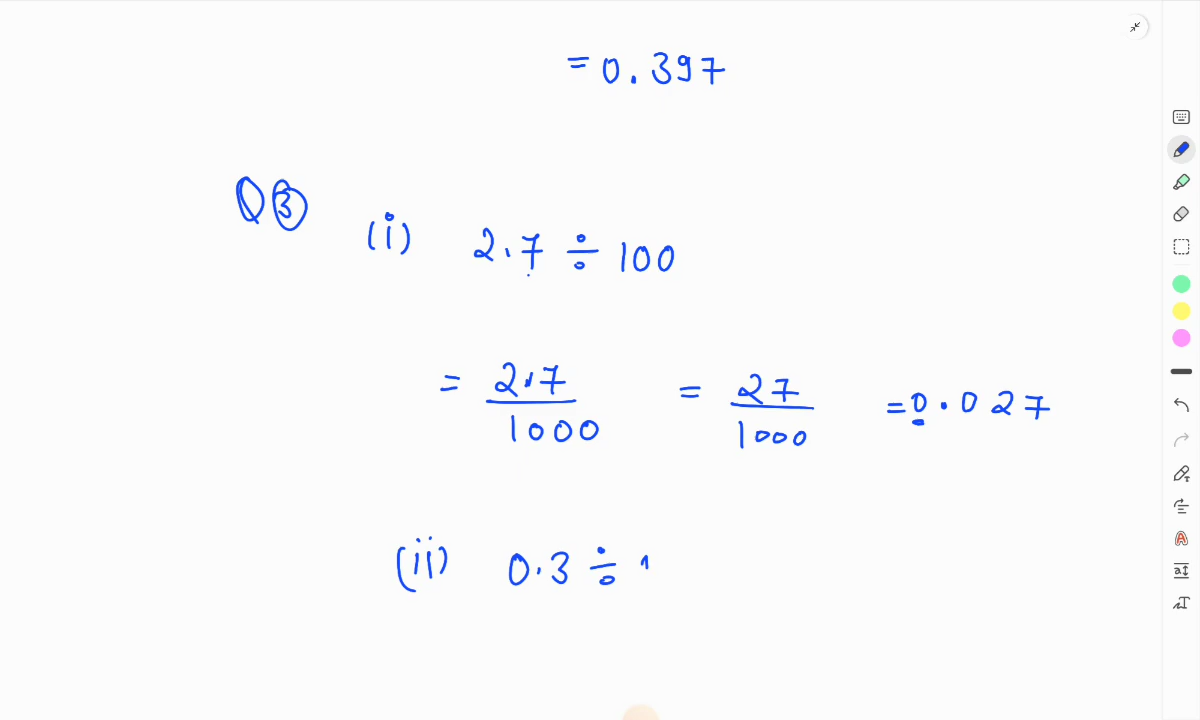 = 0.397
Q3
(i) 2.7 ÷ 100
= 2.7/1000 = 27/1000 = 0.027
(ii) 0.3 ÷